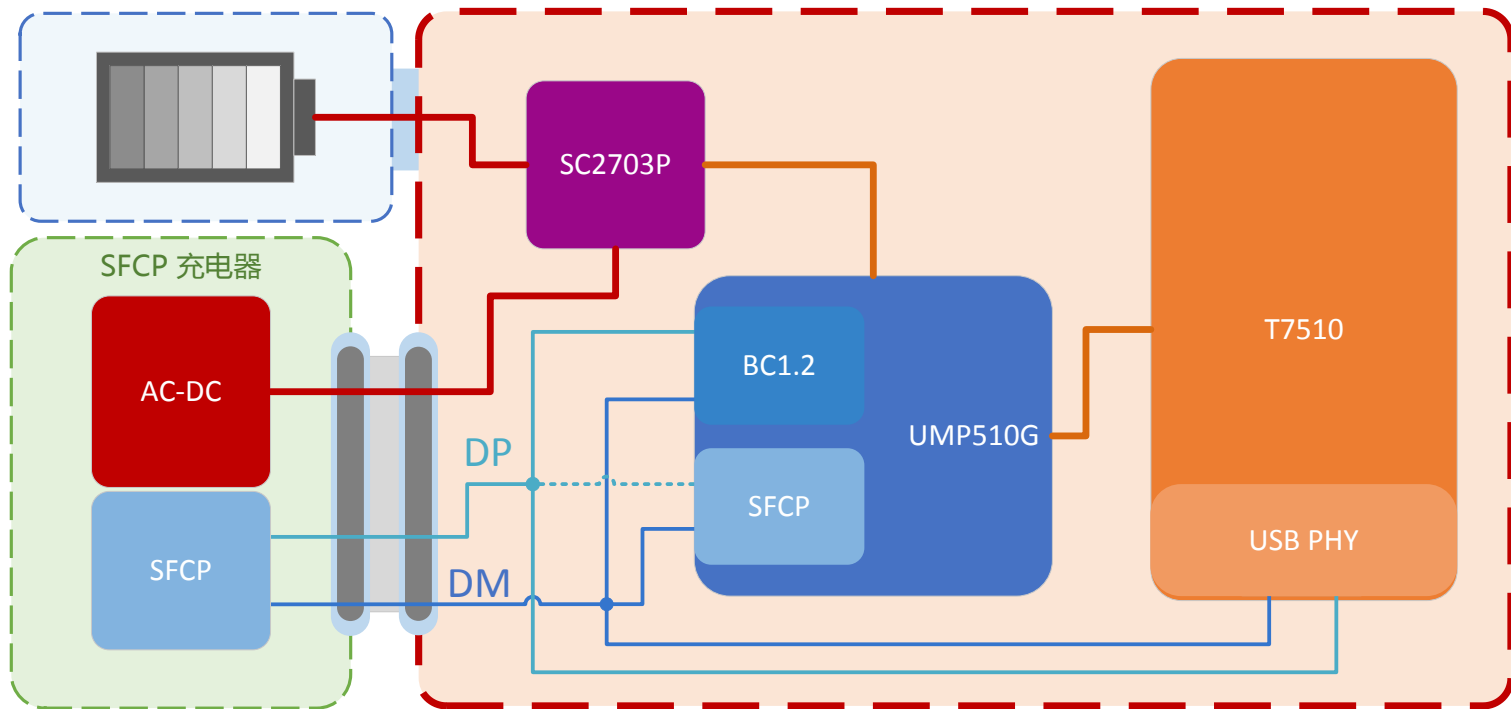 SC2703P
SFCP 充电器
AC-DC
SFCP
DP
DM
BC1.2
UMP510G
SFCP
T7510
USB PHY